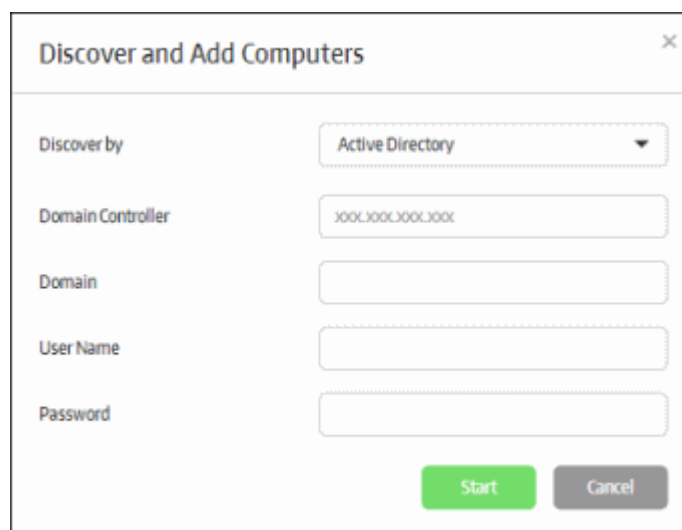 Discover and Add Computers
Discover by
Active Directory
Domain Controller
xxx.xxx.xxx.xxx
Domain
User Name
Password
Start
Cancel